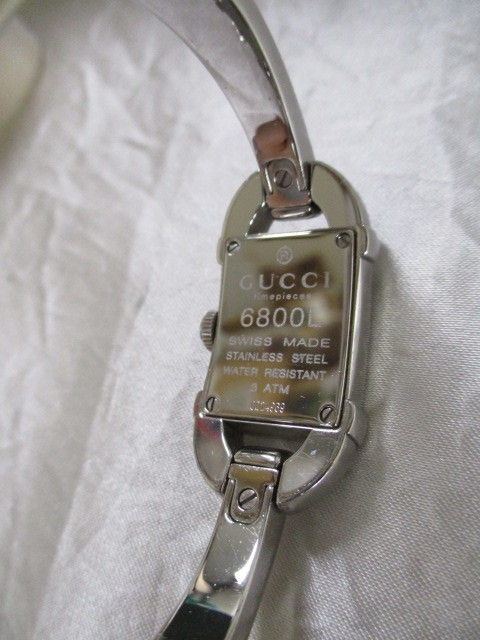 GUCCI
timepieces
6800L
SWISS MADE
STAINLESS STEEL
WATER RESISTANT
3 ATM